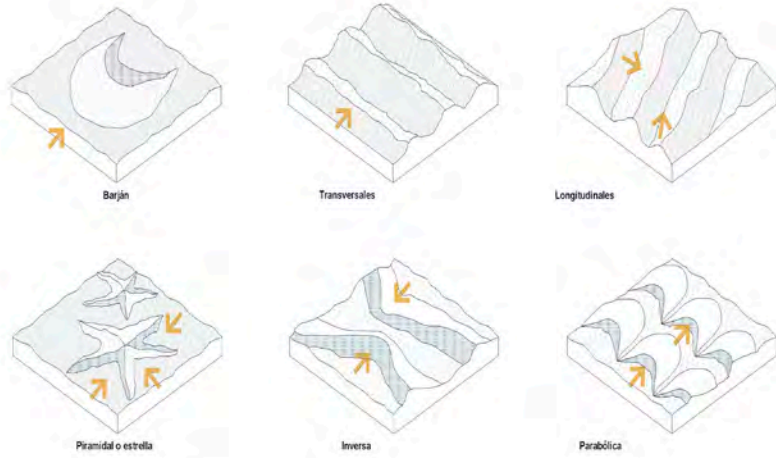 Barján
Transversales
Longitudinales
Piramidal o estrella
Inversa
Parabólica